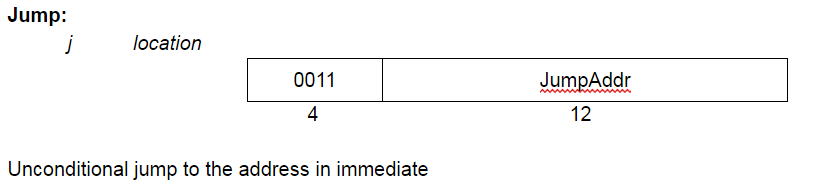 Jump:
j location
0011 JumpAddr
4 12
Unconditional jump to the address in immediate